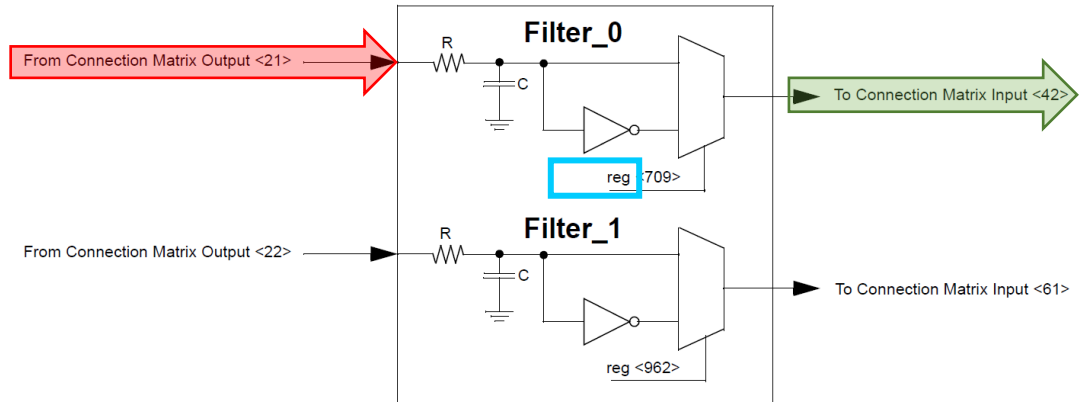 Filter_0
R
From Connection Matrix Output <21>
C
To Connection Matrix Input <42>
reg <709>
Filter_1
R
From Connection Matrix Output <22>
C
To Connection Matrix Input <61>
reg <962>